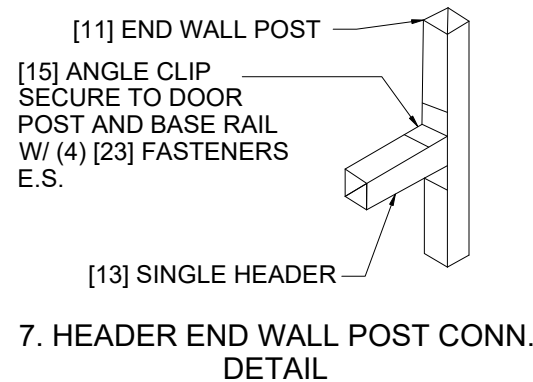 [11] END WALL POST
[15] ANGLE CLIP
SECURE TO DOOR
POST AND BASE RAIL
W/ (4) [23] FASTENERS
E.S.
[13] SINGLE HEADER
7. HEADER END WALL POST CONN.
DETAIL